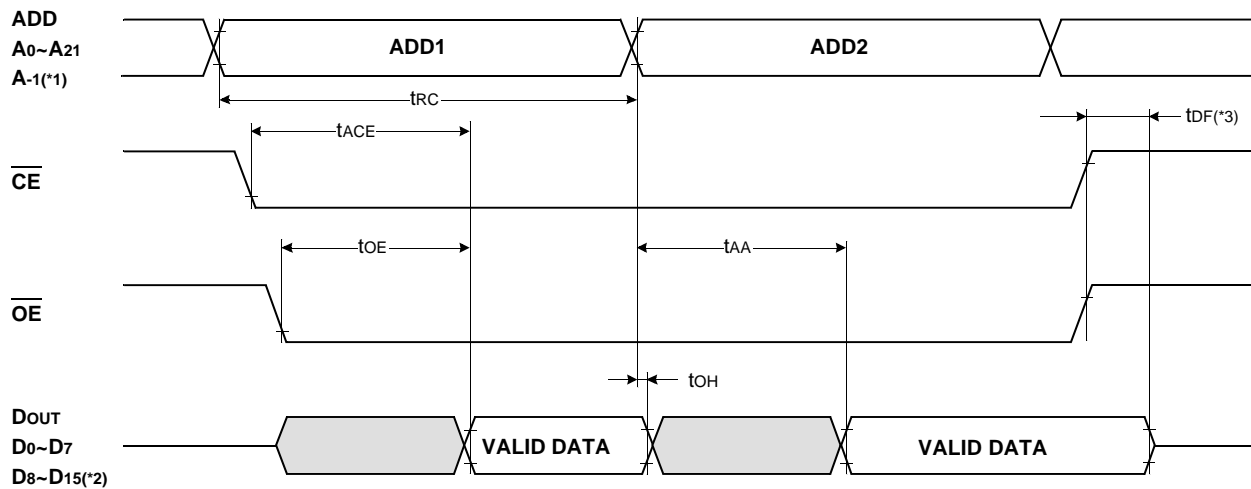 ADD
A0~A21
A-1(*1)
ADD1
ADD2
tRC
tACE
tDF(*3)
CE
tOE
tAA
OE
tOH
DOUT
D0~D7
D8~D15(*2)
VALID DATA
VALID DATA